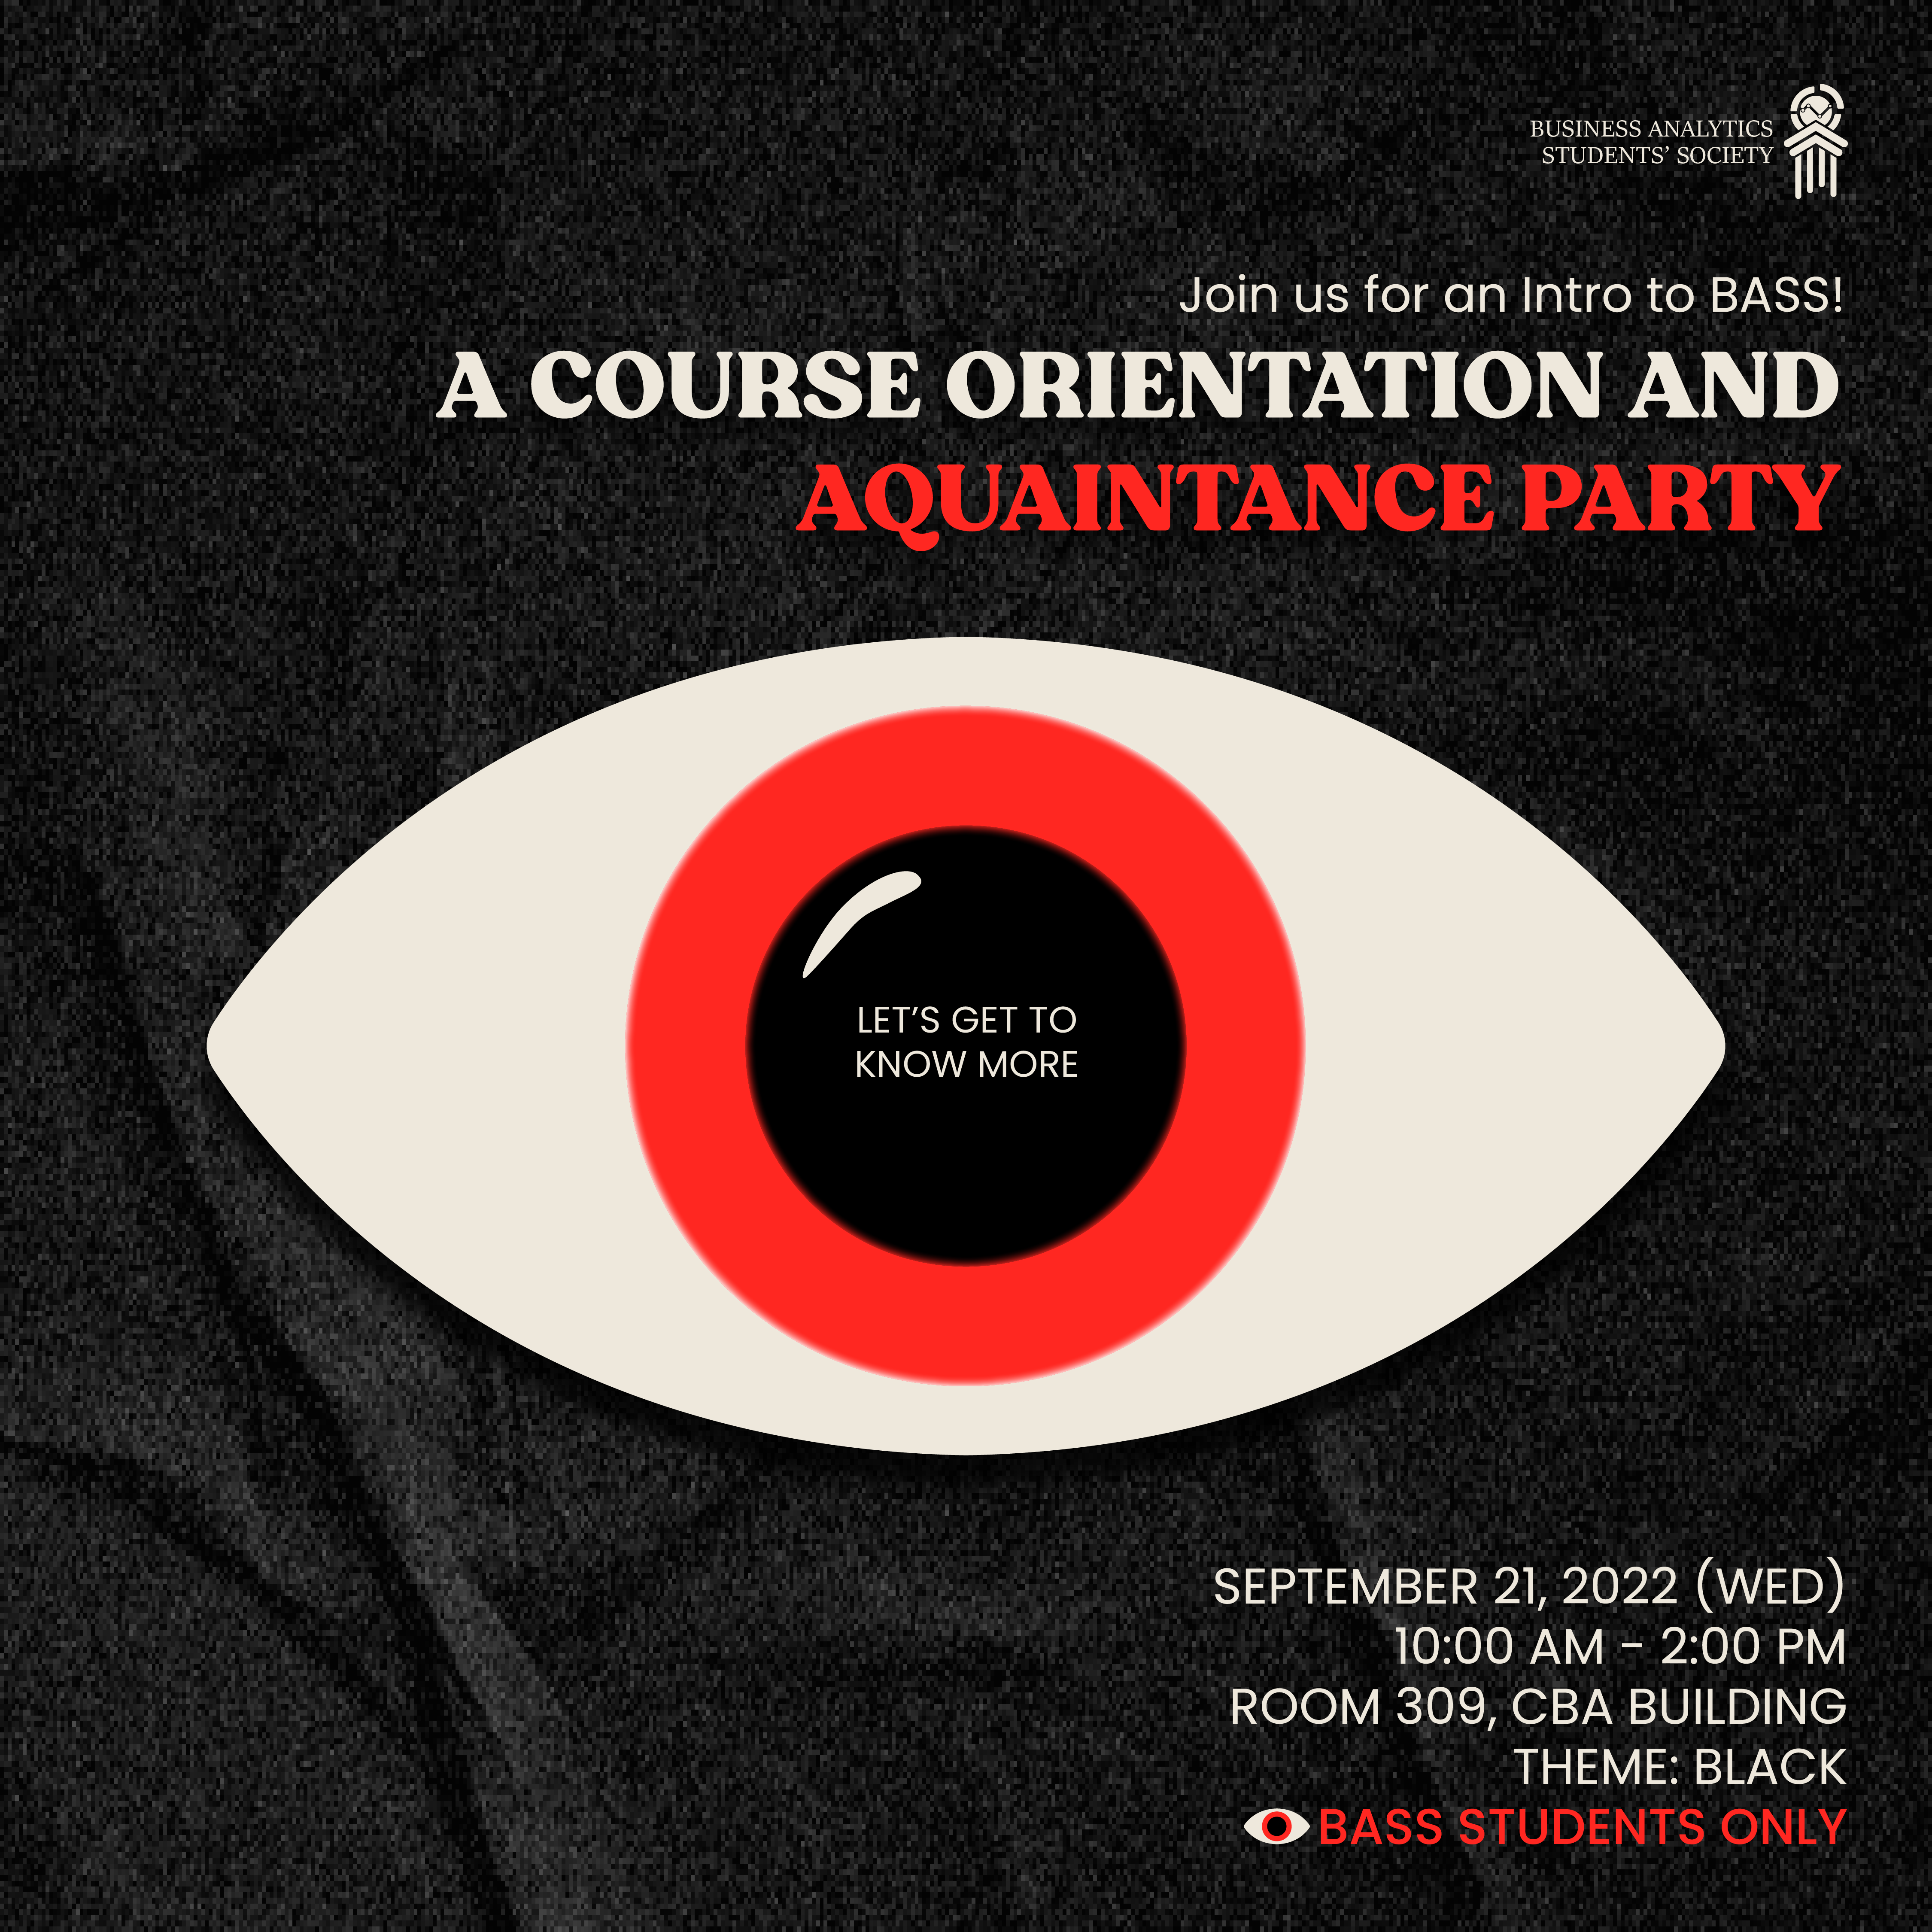 BUSINESS ANALYTICS
STUDENTS’ SOCIETY
Join us for an Intro to BASS!
A COURSE ORIENTATION AND
AQUAINTANCE PARTY
LET’S GET TO
KNOW MORE
SEPTEMBER 21, 2022 (WED)
10:00 AM - 2:00 PM
ROOM 309, CBA BUILDING
THEME: BLACK
BASS STUDENTS ONLY